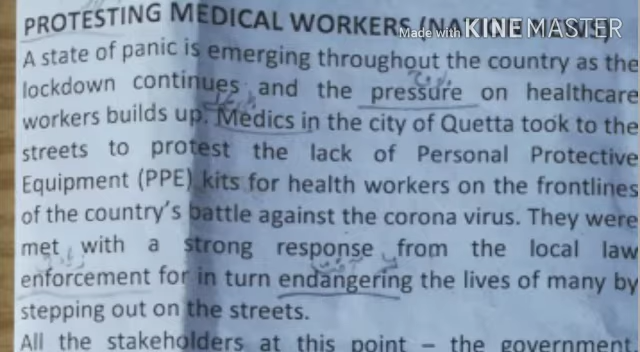 PROTESTING MEDICAL WORKERS
Made with KINEMASTER
A state of panic is emerging throughout the country as the
lockdown continues and the pressure on healthcare
workers builds up. Medics in the city of Quetta took to the
streets to protest the lack of Personal Protective
Equipment (PPE) kits for health workers on the frontlines
of the country's battle against the corona virus. They were
met with a strong response from the local law
enforcement for in turn endangering the lives of many by
stepping out on the streets.
All the stakeholders at this point – the government,